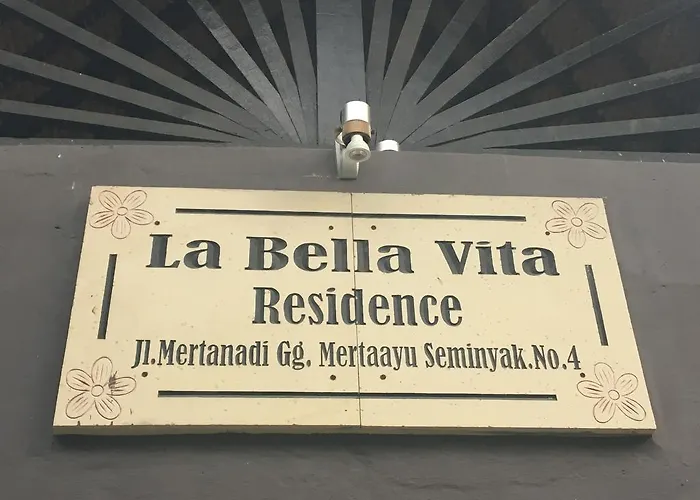 La Bella Vita
Residence
Jl.Mertanadi Gg. Mertaayu Seminyak.No.4